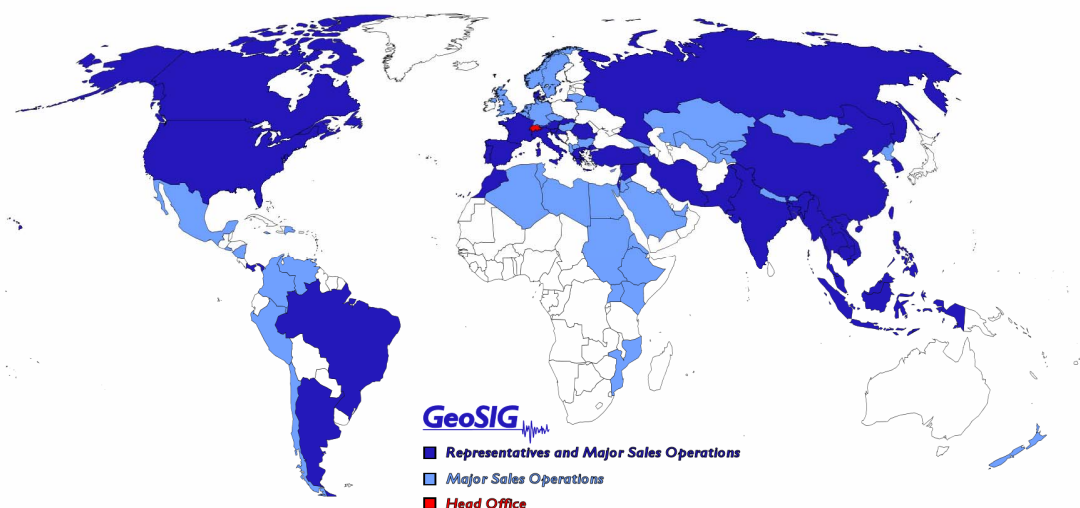 GeoSIG
Representatives and Major Sales Operations
Major Sales Operations
Head Office